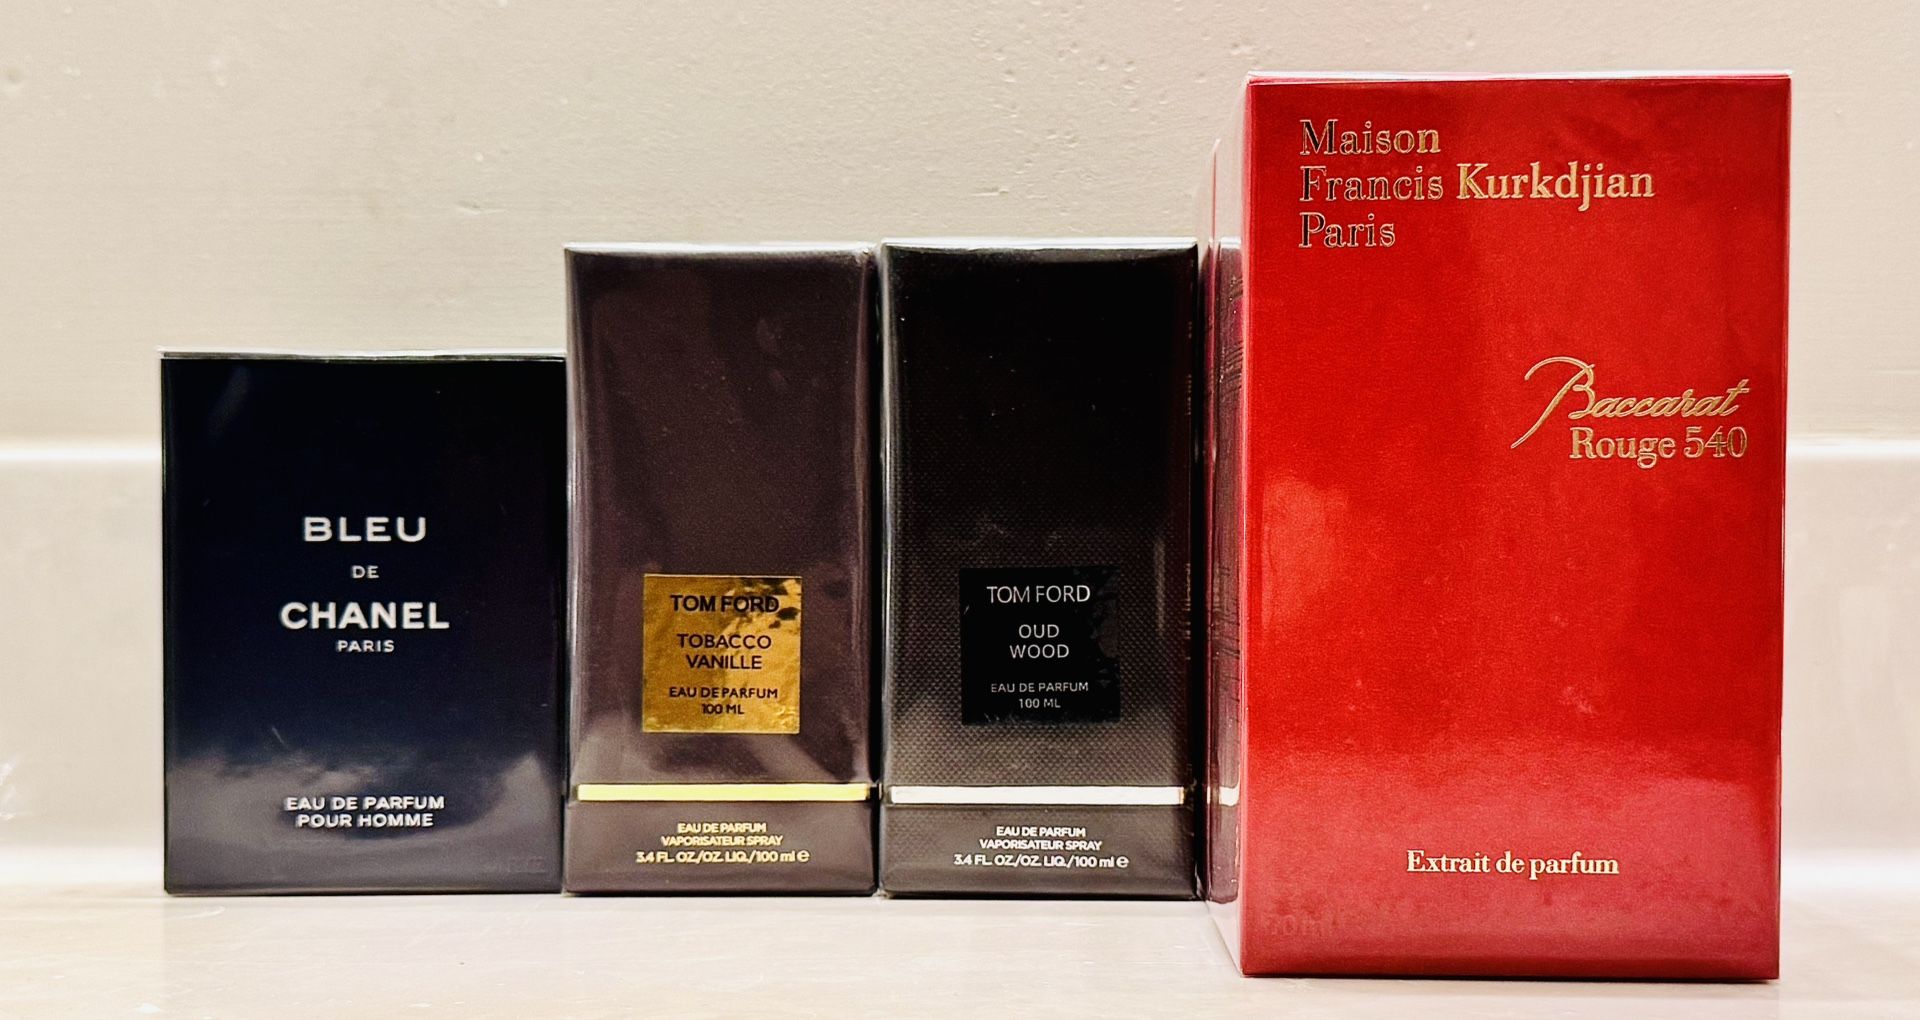 BLEU
DE
CHANEL
PARIS
EAU DE PARFUM
POUR HOMME
TOM FORD
TOBACCO
VANILLE
EAU DE PARFUM
100 ML
EAU DE PARFUM
VAPORISATEUR SPRAY
3.4 FL. OZ./OZ. LIQ./100 ml ℮
TOM FORD
OUD
WOOD
EAU DE PARFUM
100 ML
EAU DE PARFUM
VAPORISATEUR SPRAY
3.4 FL. OZ./OZ. LIQ./100 ml ℮
Maison
Francis Kurkdjian
Paris
Baccarat
Rouge 540
Extrait de parfum